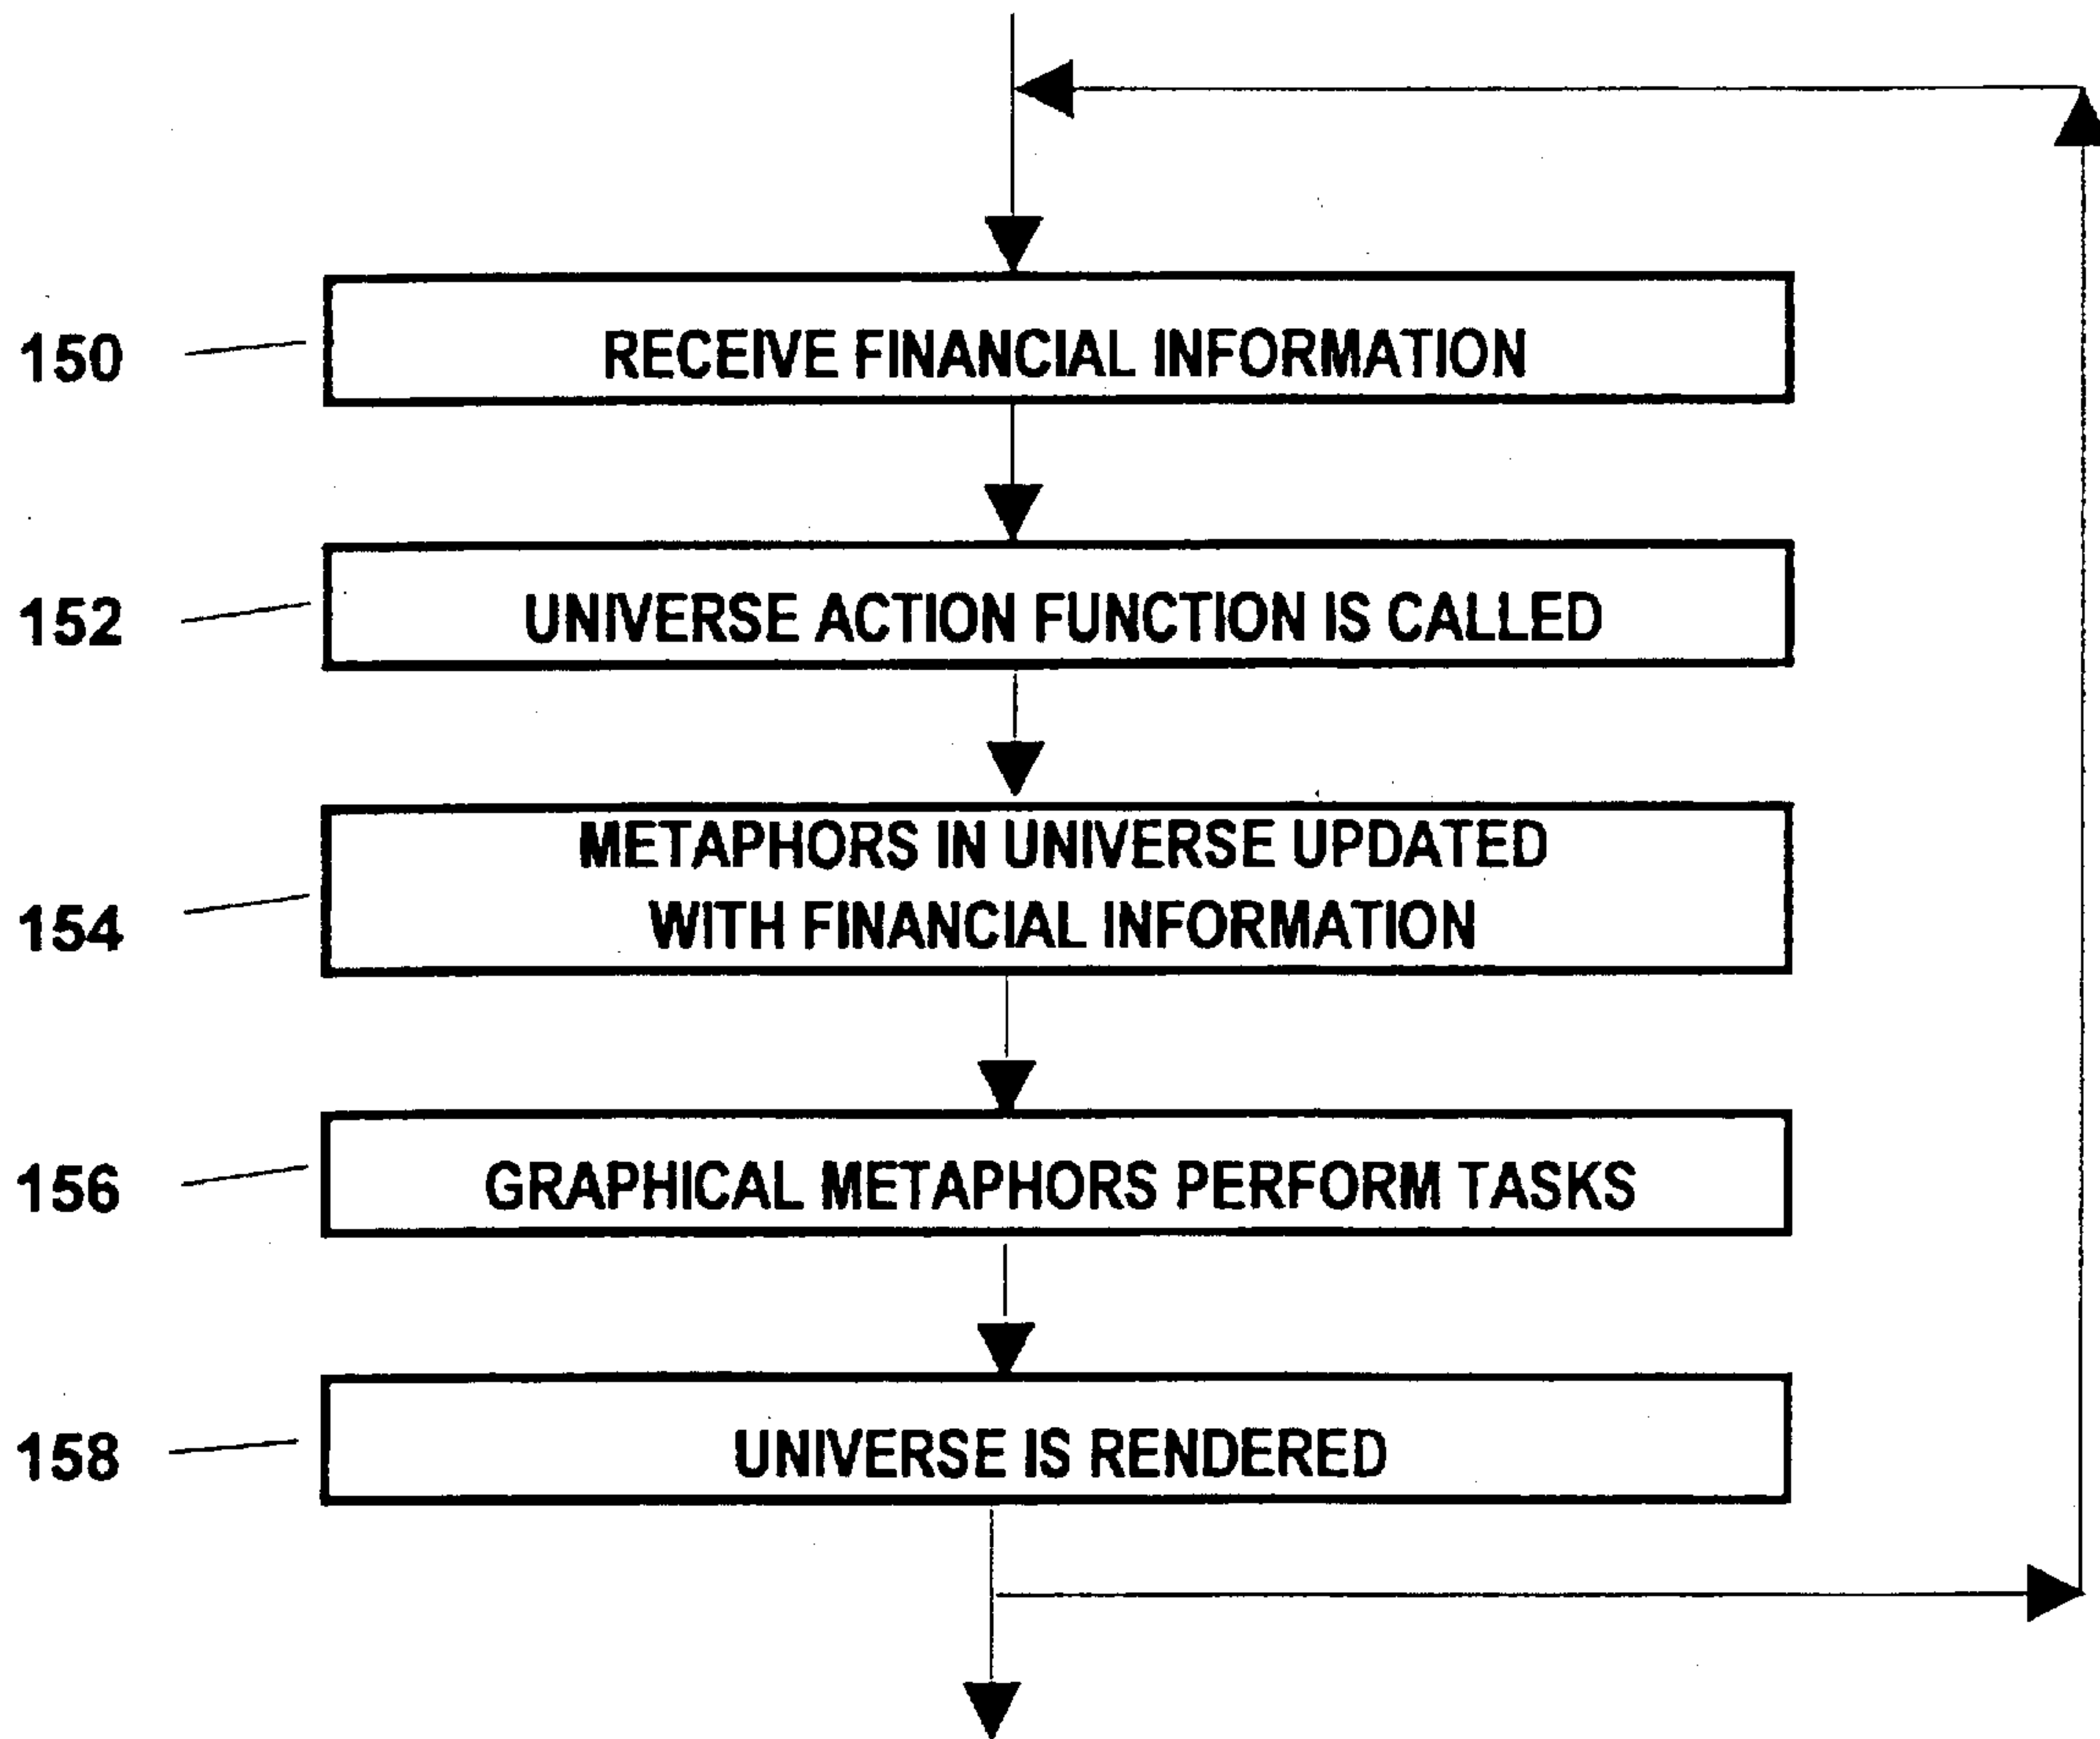 150 RECEIVE FINANCIAL INFORMATION
152 UNIVERSE ACTION FUNCTION IS CALLED
METAPHORS IN UNIVERSE UPDATED
154 WITH FINANCIAL INFORMATION
156 GRAPHICAL METAPHORS PERFORM TASKS
158 UNIVERSE IS RENDERED